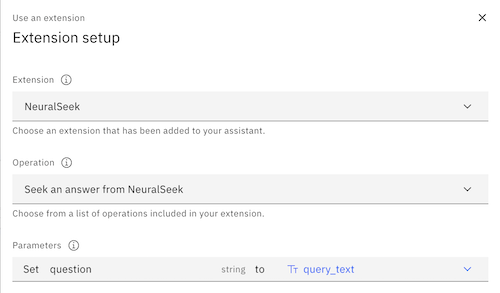 Use an extension
Extension setup
Extension
NeuralSeek
Choose an extension that has been added to your assistant.
Operation
Seek an answer from NeuralSeek
Choose from a list of operations included in your extension.
Parameters
Set question string to Tt query_text